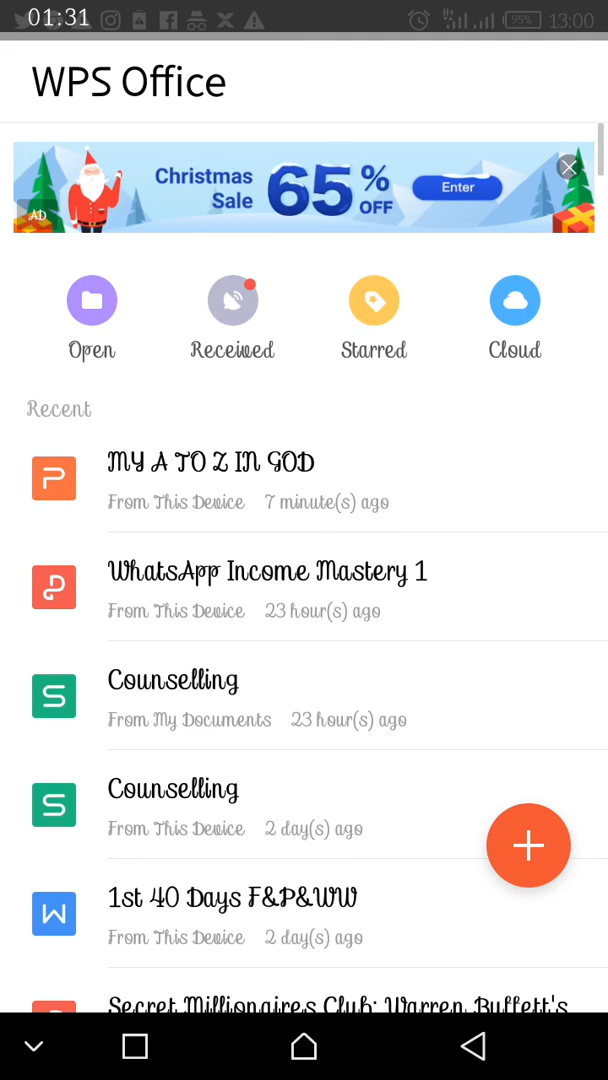 01:31
95%
13:00
WPS Office
Christmas
Sale
65%
OFF
Enter
AD
Open
Received
Starred
Cloud
Recent
MY A TO Z IN GOD
From This Device 7 minute(s) ago
WhatsApp Income Mastery 1
From This Device 23 hour(s) ago
Counselling
From My Documents 23 hour(s) ago
Counselling
From This Device 2 day(s) ago
1st 40 Days F&P&WW
From This Device 2 day(s) ago
Secret Millionaires Club: Warren Buffett's